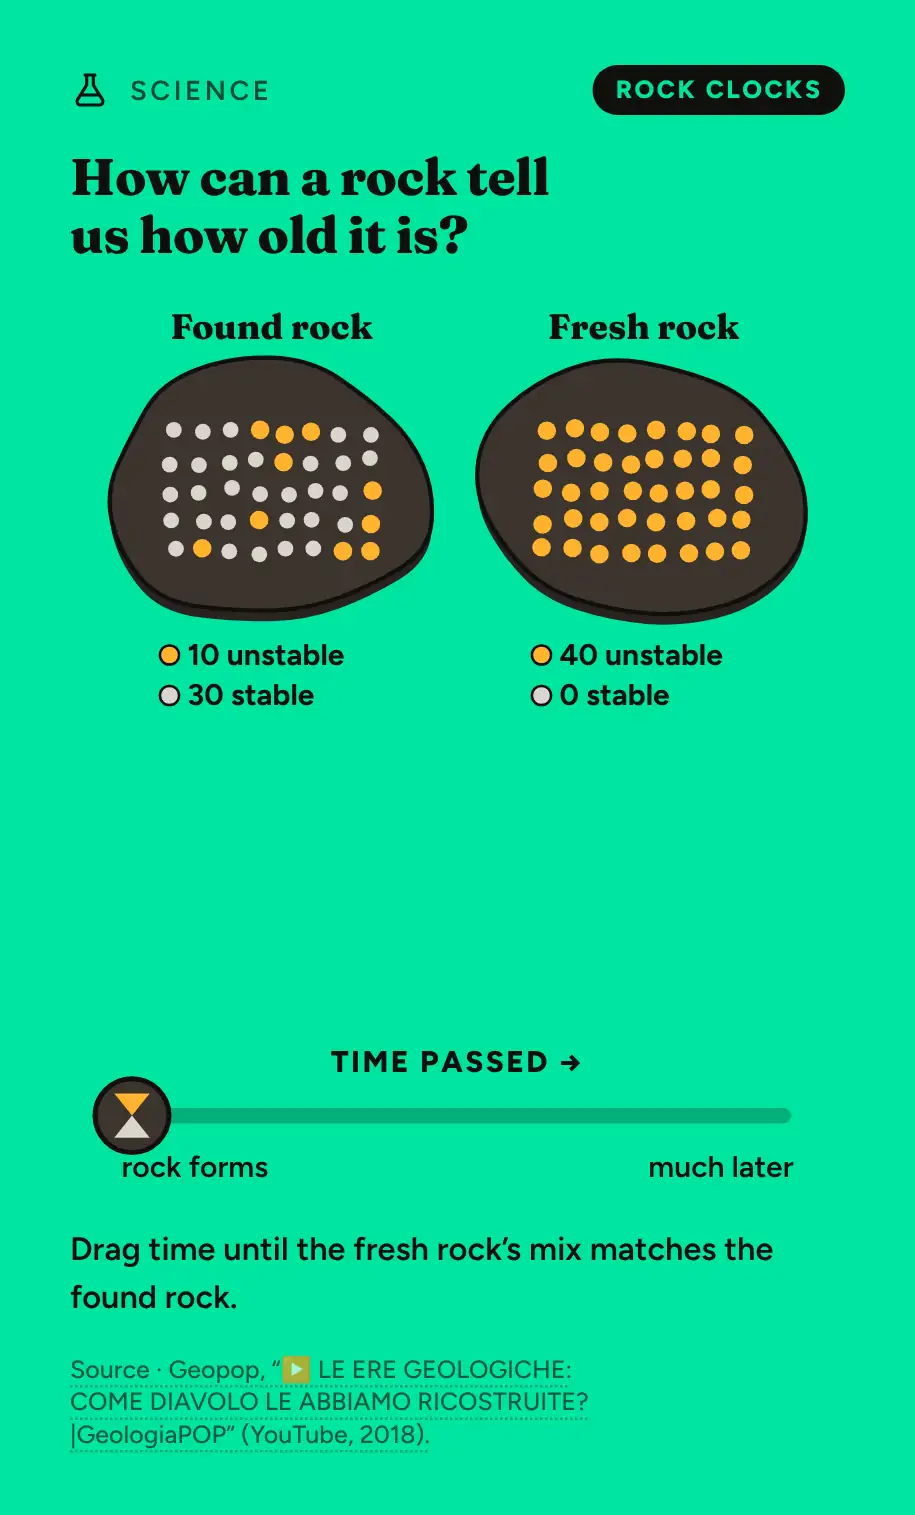 SCIENCE
ROCK CLOCKS
How can a rock tell
us how old it is?
Found rock
Fresh rock
10 unstable
30 stable
40 unstable
0 stable
TIME PASSED →
rock forms
much later
Drag time until the fresh rock’s mix matches the
found rock.
Source · Geopop, “▶️ LE ERE GEOLOGICHE:
COME DIAVOLO LE ABBIAMO RICOSTRUITE?
|GeologiaPOP” (YouTube, 2018).